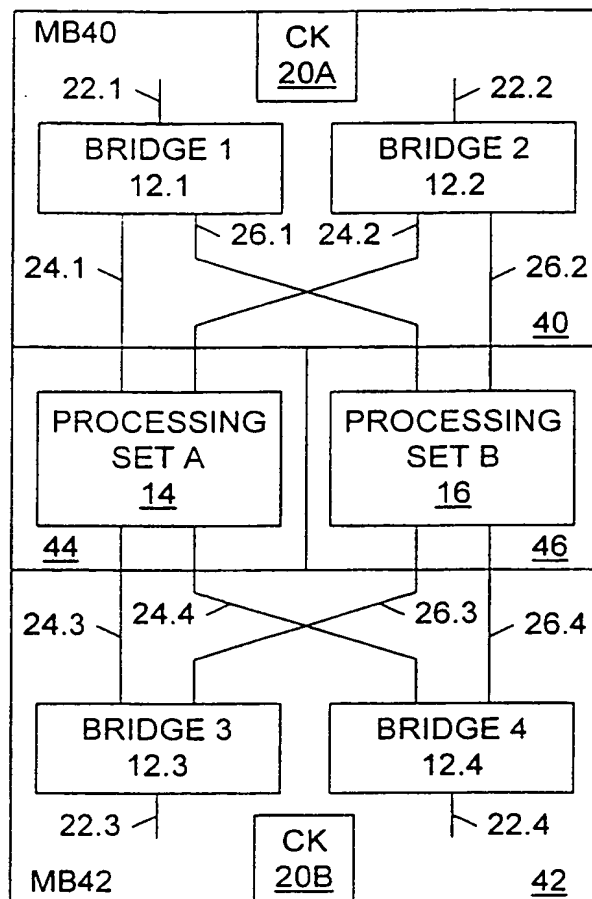 MB40
CK
20A
22.1
22.2
BRIDGE 1
12.1
BRIDGE 2
12.2
24.1
26.1
24.2
26.2
40
PROCESSING
SET A
14
PROCESSING
SET B
16
44
46
24.3
24.4
26.3
26.4
BRIDGE 3
12.3
BRIDGE 4
12.4
22.3
22.4
CK
20B
MB42
42